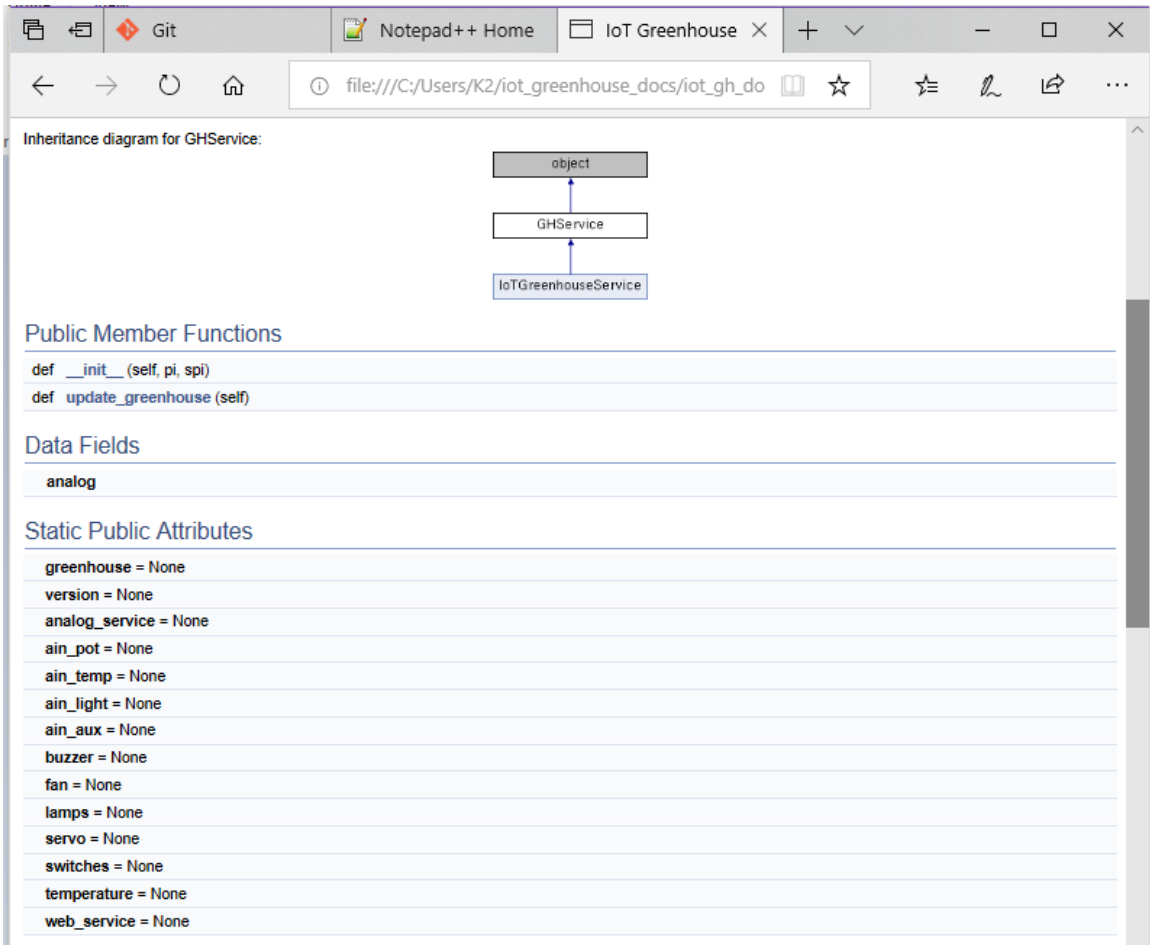 Git
Notepad++ Home
IoT Greenhouse
file:///C:/Users/K2/iot_greenhouse_docs/iot_gh_do
Inheritance diagram for GHService:
object
GHService
IoTGreenhouseService
Public Member Functions
def __init__ (self, pi, spi)
def update_greenhouse (self)
Data Fields
analog
Static Public Attributes
greenhouse = None
version = None
analog_service = None
ain_pot = None
ain_temp = None
ain_light = None
ain_aux = None
buzzer = None
fan = None
lamps = None
servo = None
switches = None
temperature = None
web_service = None